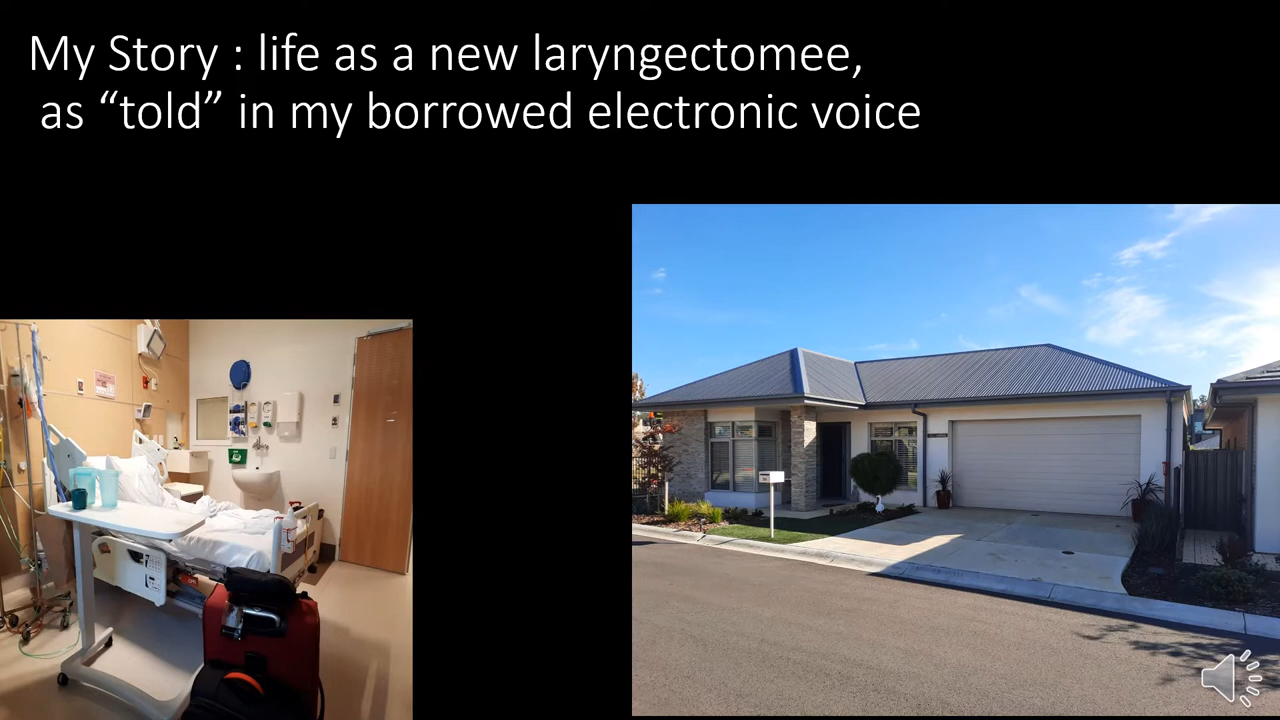 My Story : life as a new laryngectomee,
as “told” in my borrowed electronic voice